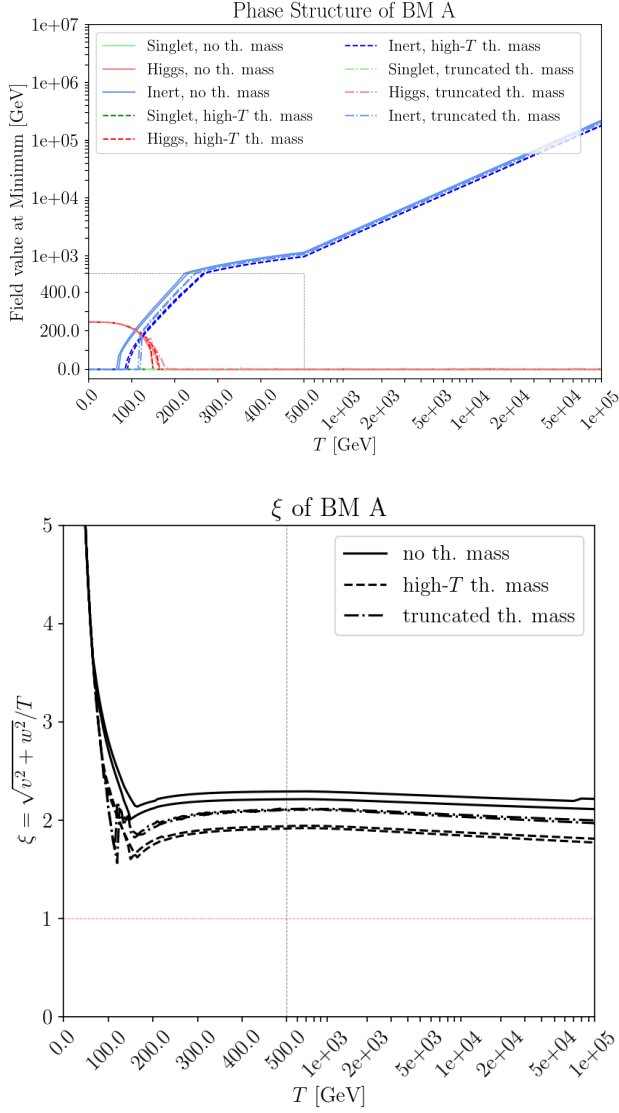 Phase Structure of BM A
Field value at Minimum [GeV]
1e+07
1e+06
1e+05
1e+04
1e+03
400.0
200.0
0.0
Singlet, no th. mass
Higgs, no th. mass
Inert, no th. mass
Singlet, high-T th. mass
Higgs, high-T th. mass
Inert, high-T th. mass
Singlet, truncated th. mass
Higgs, truncated th. mass
Inert, truncated th. mass
0.0 100.0 200.0 300.0 400.0 500.0 1e+03 2e+03 5e+03 1e+04 2e+04 5e+04 1e+05
T [GeV]
ξ of BM A
ξ = √v² + w²/T
5
4
3
2
1
0
no th. mass
high-T th. mass
truncated th. mass
0.0 100.0 200.0 300.0 400.0 500.0 1e+03 2e+03 5e+03 1e+04 2e+04 5e+04 1e+05
T [GeV]